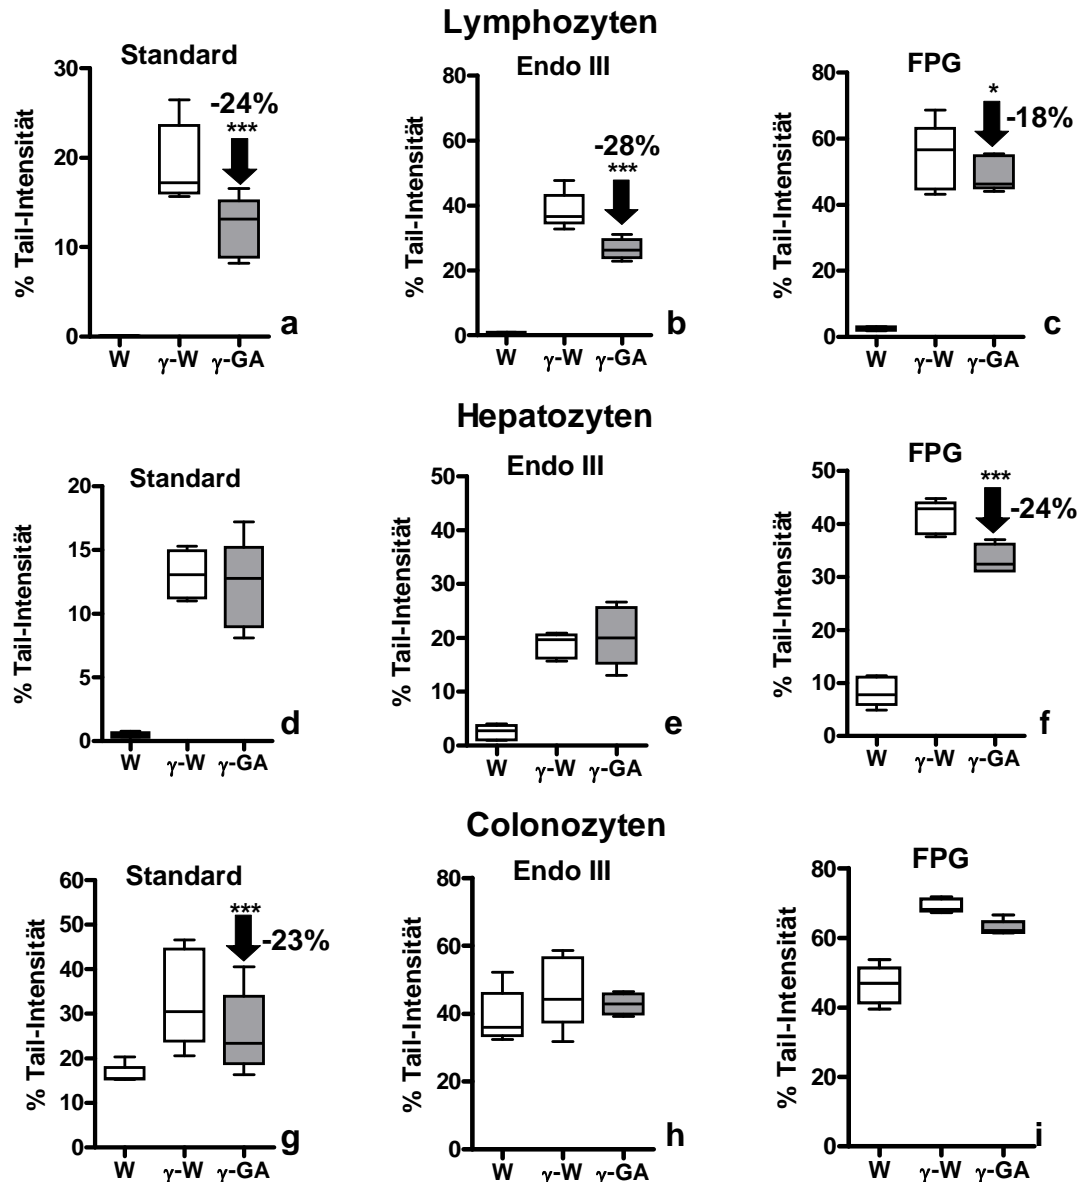 Lymphozyten
Standard
% Tail-Intensität
30
20
10
0
-24%
***
a
W γ-W γ-GA
Endo III
% Tail-Intensität
80
60
40
20
0
-28%
***
b
W γ-W γ-GA
FPG
% Tail-Intensität
80
60
40
20
0
*
-18%
c
W γ-W γ-GA
Hepatozyten
Standard
% Tail-Intensität
20
15
10
5
0
d
W γ-W γ-GA
Endo III
% Tail-Intensität
50
40
30
20
10
0
e
W γ-W γ-GA
FPG
% Tail-Intensität
50
40
30
20
10
0
***
-24%
f
W γ-W γ-GA
Colonozyten
Standard
% Tail-Intensität
60
50
40
30
20
10
0
***
-23%
g
W γ-W γ-GA
Endo III
% Tail-Intensität
80
60
40
20
0
h
W γ-W γ-GA
FPG
% Tail-Intensität
80
60
40
20
0
i
W γ-W γ-GA